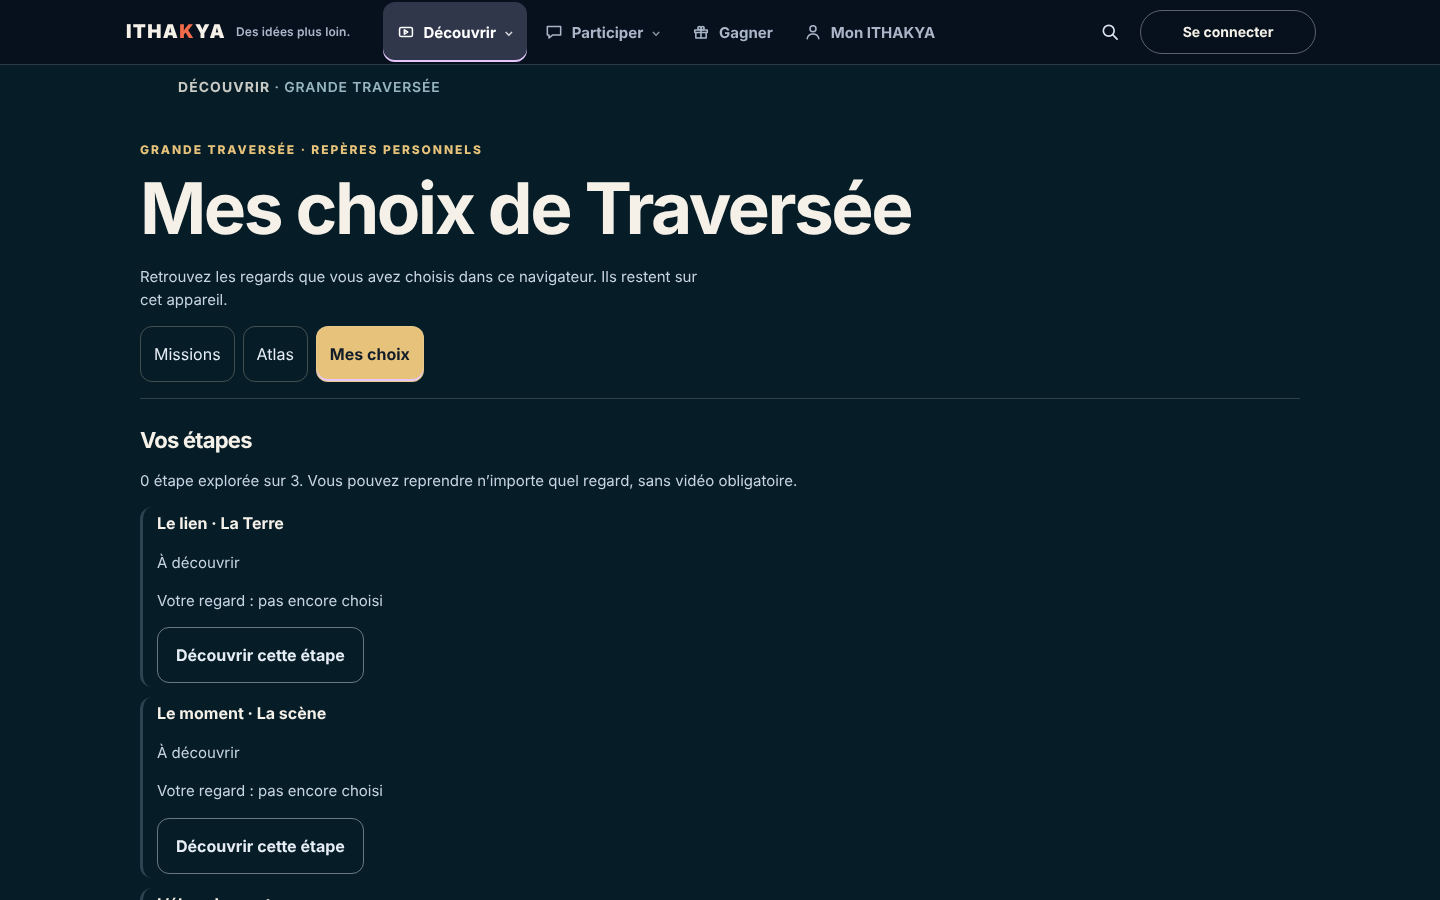 ITHAKYA Des idées plus loin. Découvrir Participer Gagner Mon ITHAKYA Se connecter
DÉCOUVRIR · GRANDE TRAVERSÉE
GRANDE TRAVERSÉE · REPÈRES PERSONNELS
Mes choix de Traversée
Retrouvez les regards que vous avez choisis dans ce navigateur. Ils restent sur
cet appareil.
Missions Atlas Mes choix
Vos étapes
0 étape explorée sur 3. Vous pouvez reprendre n’importe quel regard, sans vidéo obligatoire.
Le lien · La Terre
À découvrir
Votre regard : pas encore choisi
Découvrir cette étape
Le moment · La scène
À découvrir
Votre regard : pas encore choisi
Découvrir cette étape